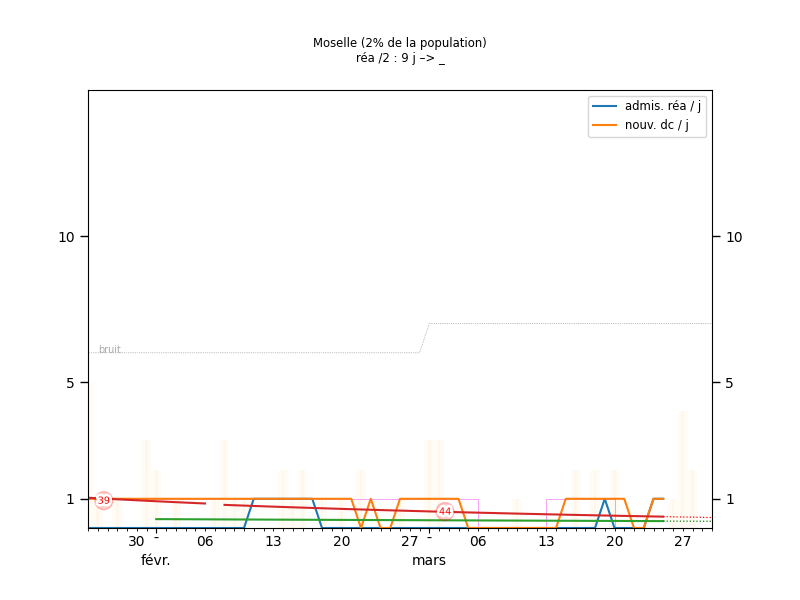 Moselle (2% de la population)
réa /2 : 9 j –> _
admis. réa / j
nouv. dc / j
10
10
bruit
5
5
39
44
1
1
30 - 06 13 20 27 - 06 13 20 27
févr. mars